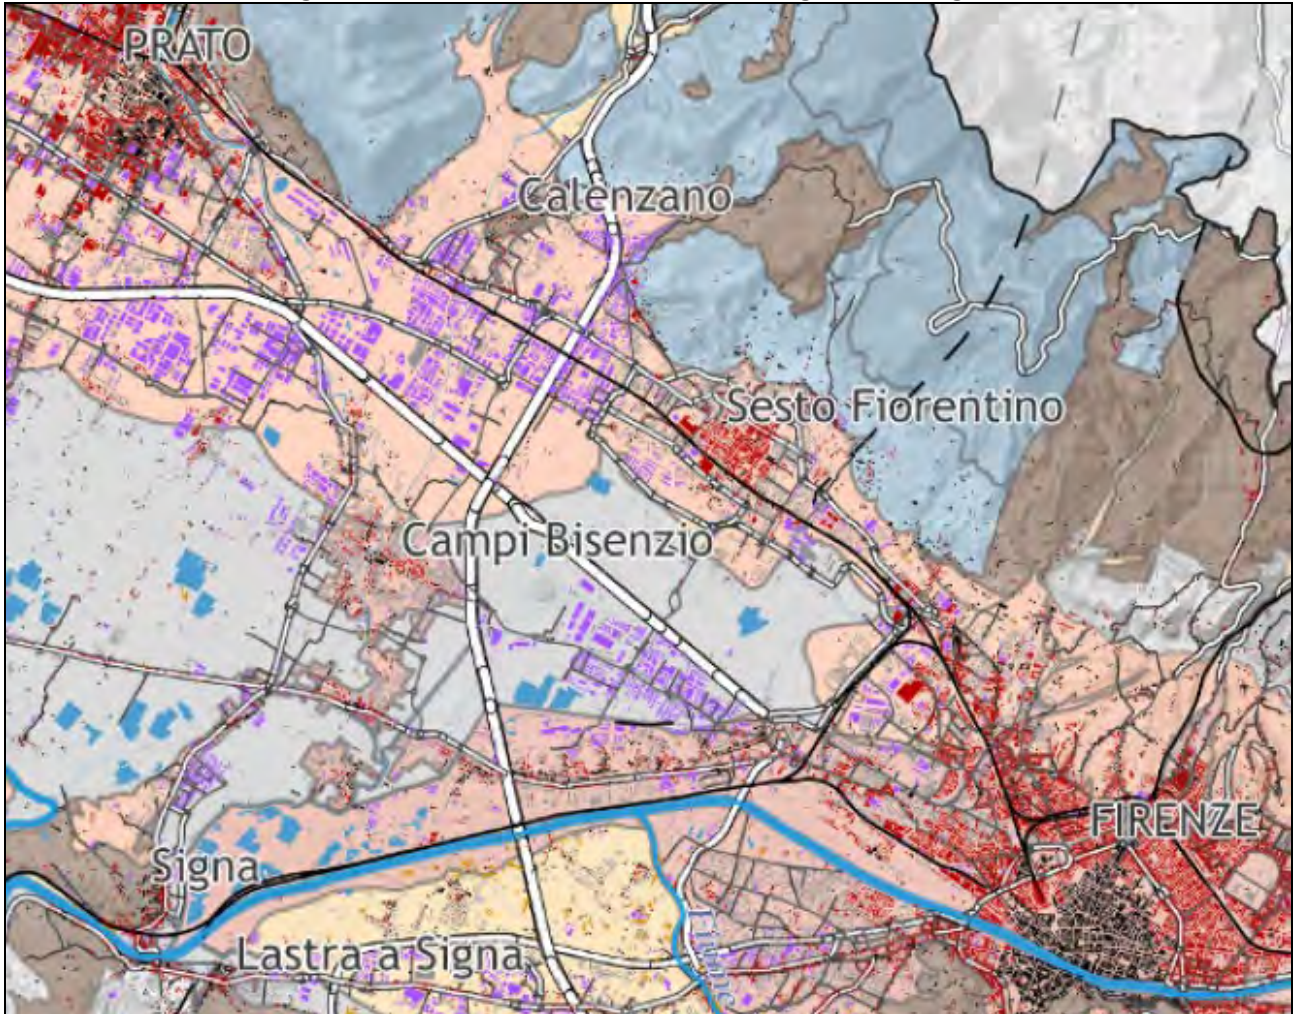 PRATO
Calenzano
Sesto Fiorentino
Campi Bisenzio
FIRENZE
Signa
Lastra a Signa